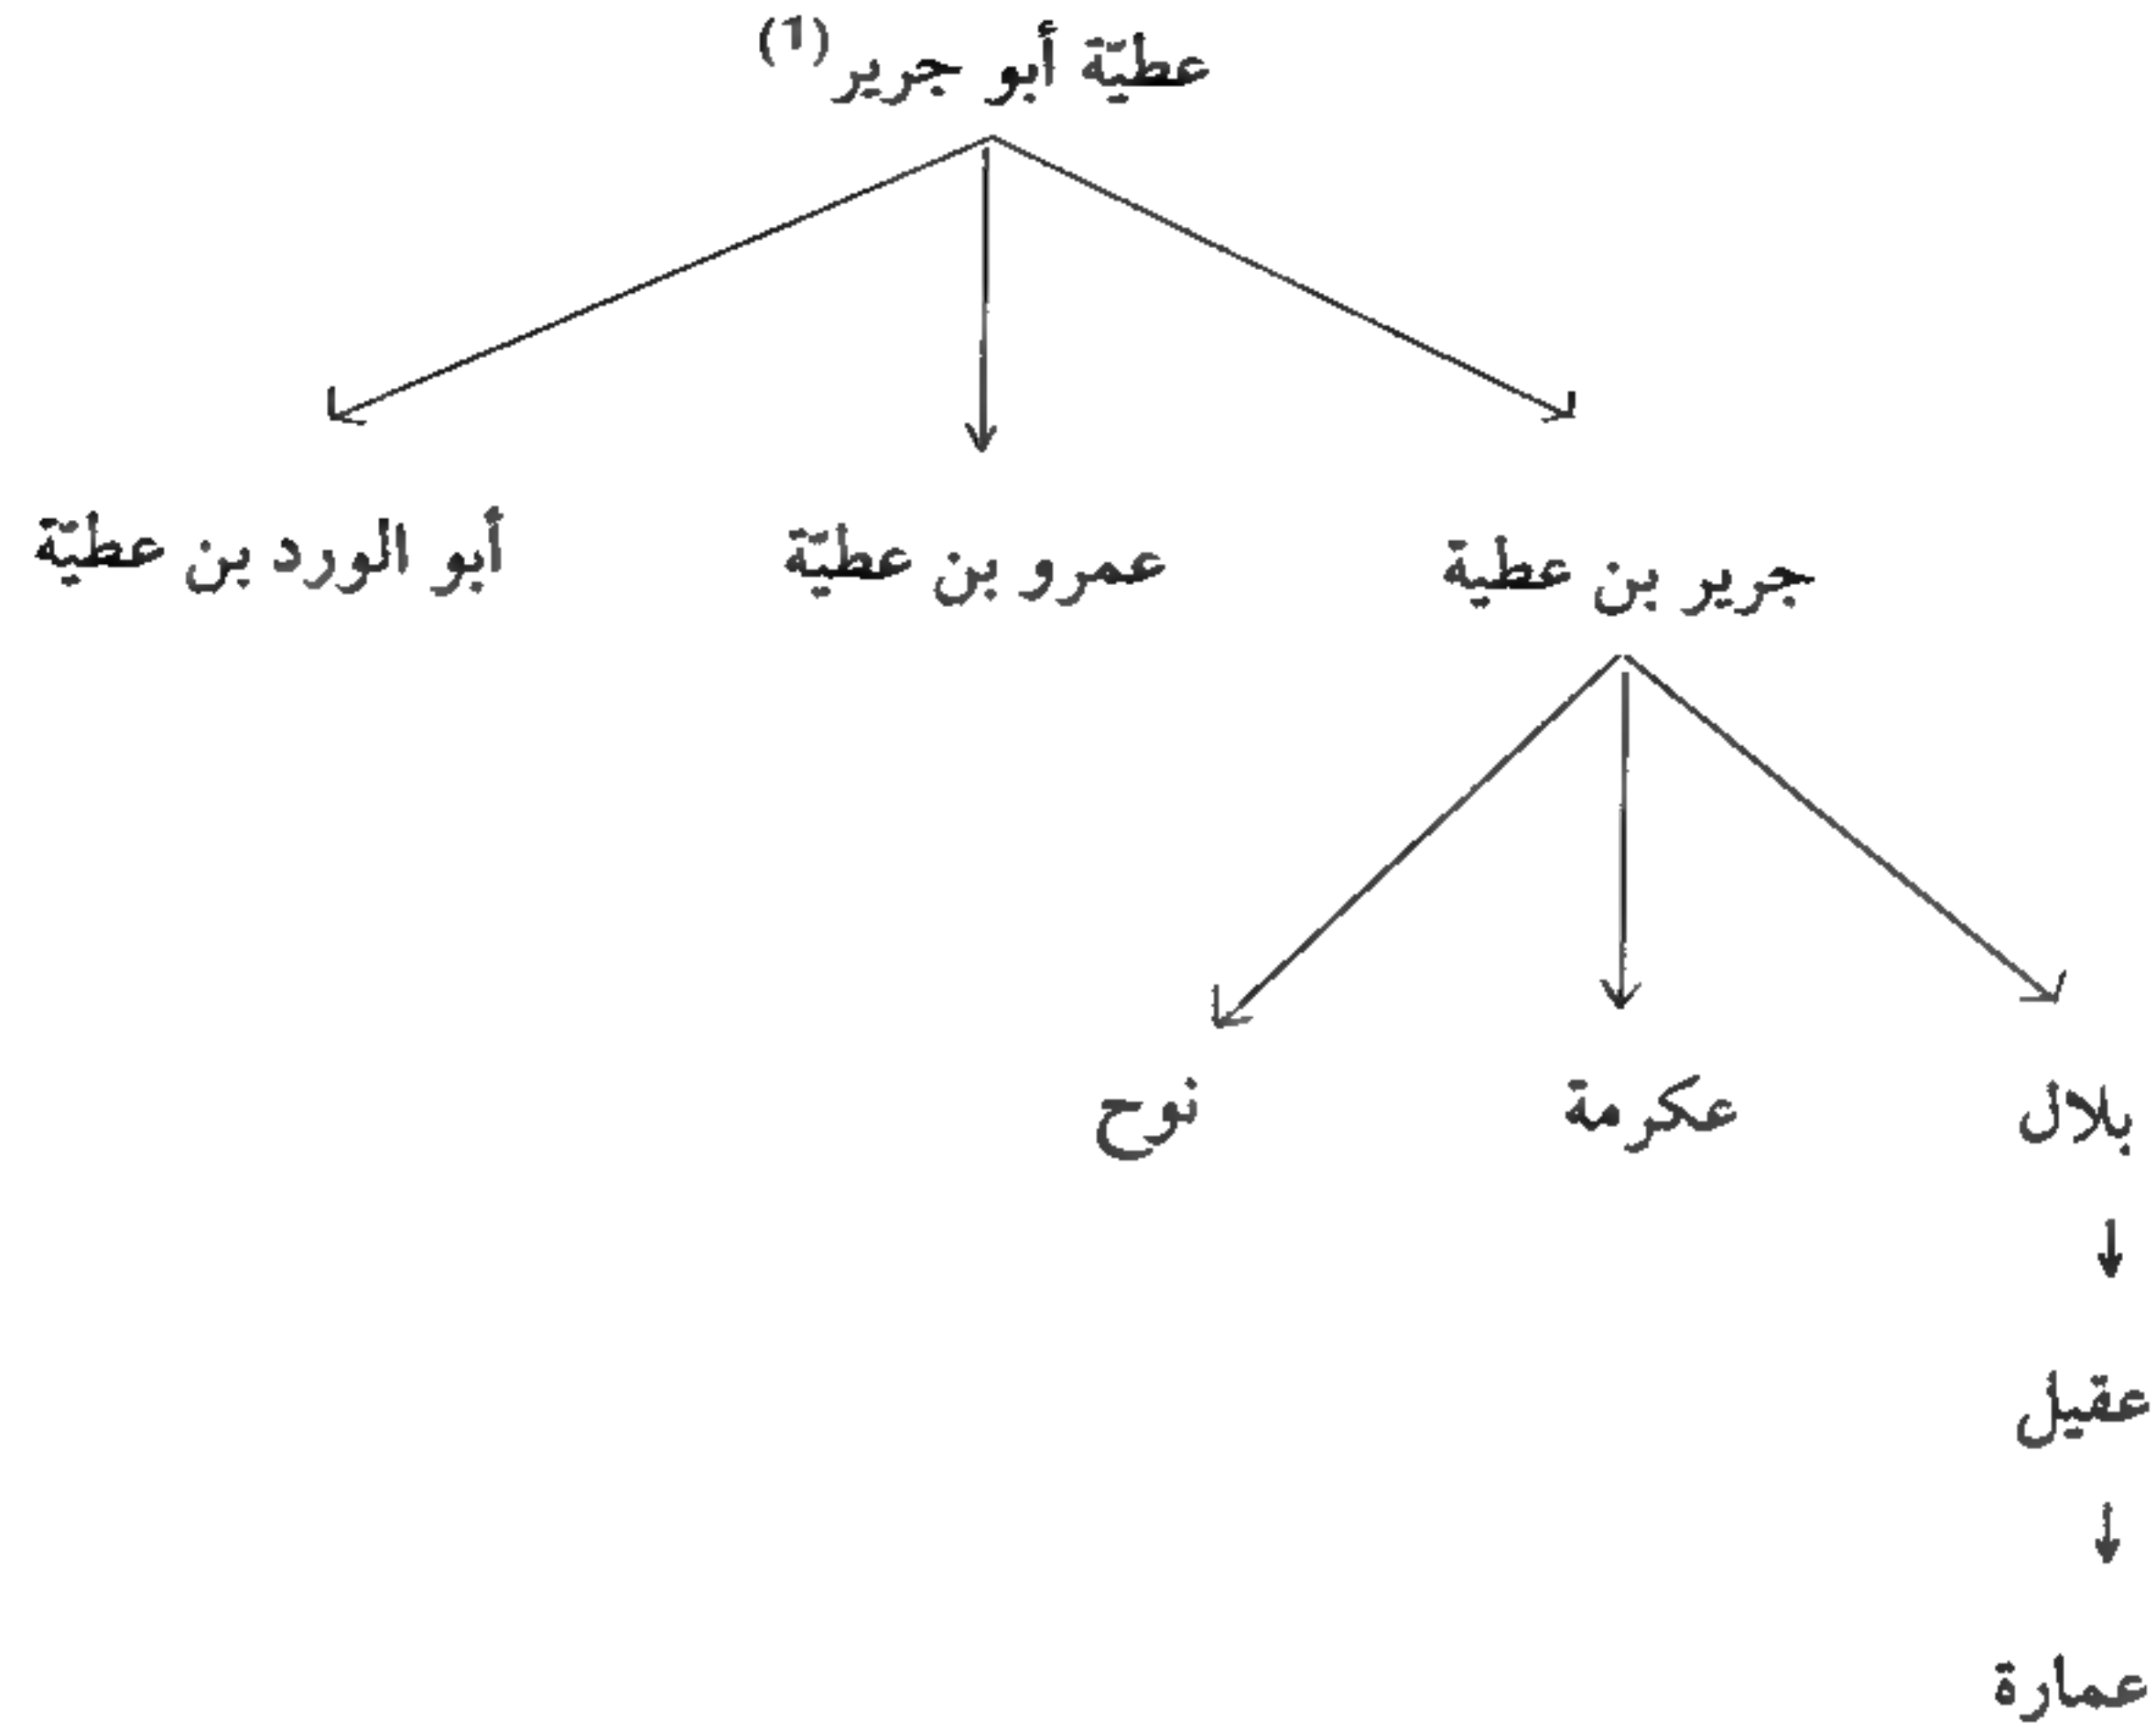 عطيّة أبو جرير(1)
جرير بن عطية عمرو بن عطيّة أبو الورد بن عطيّة
بلال عكرمة نوح
عقيل
عمارة